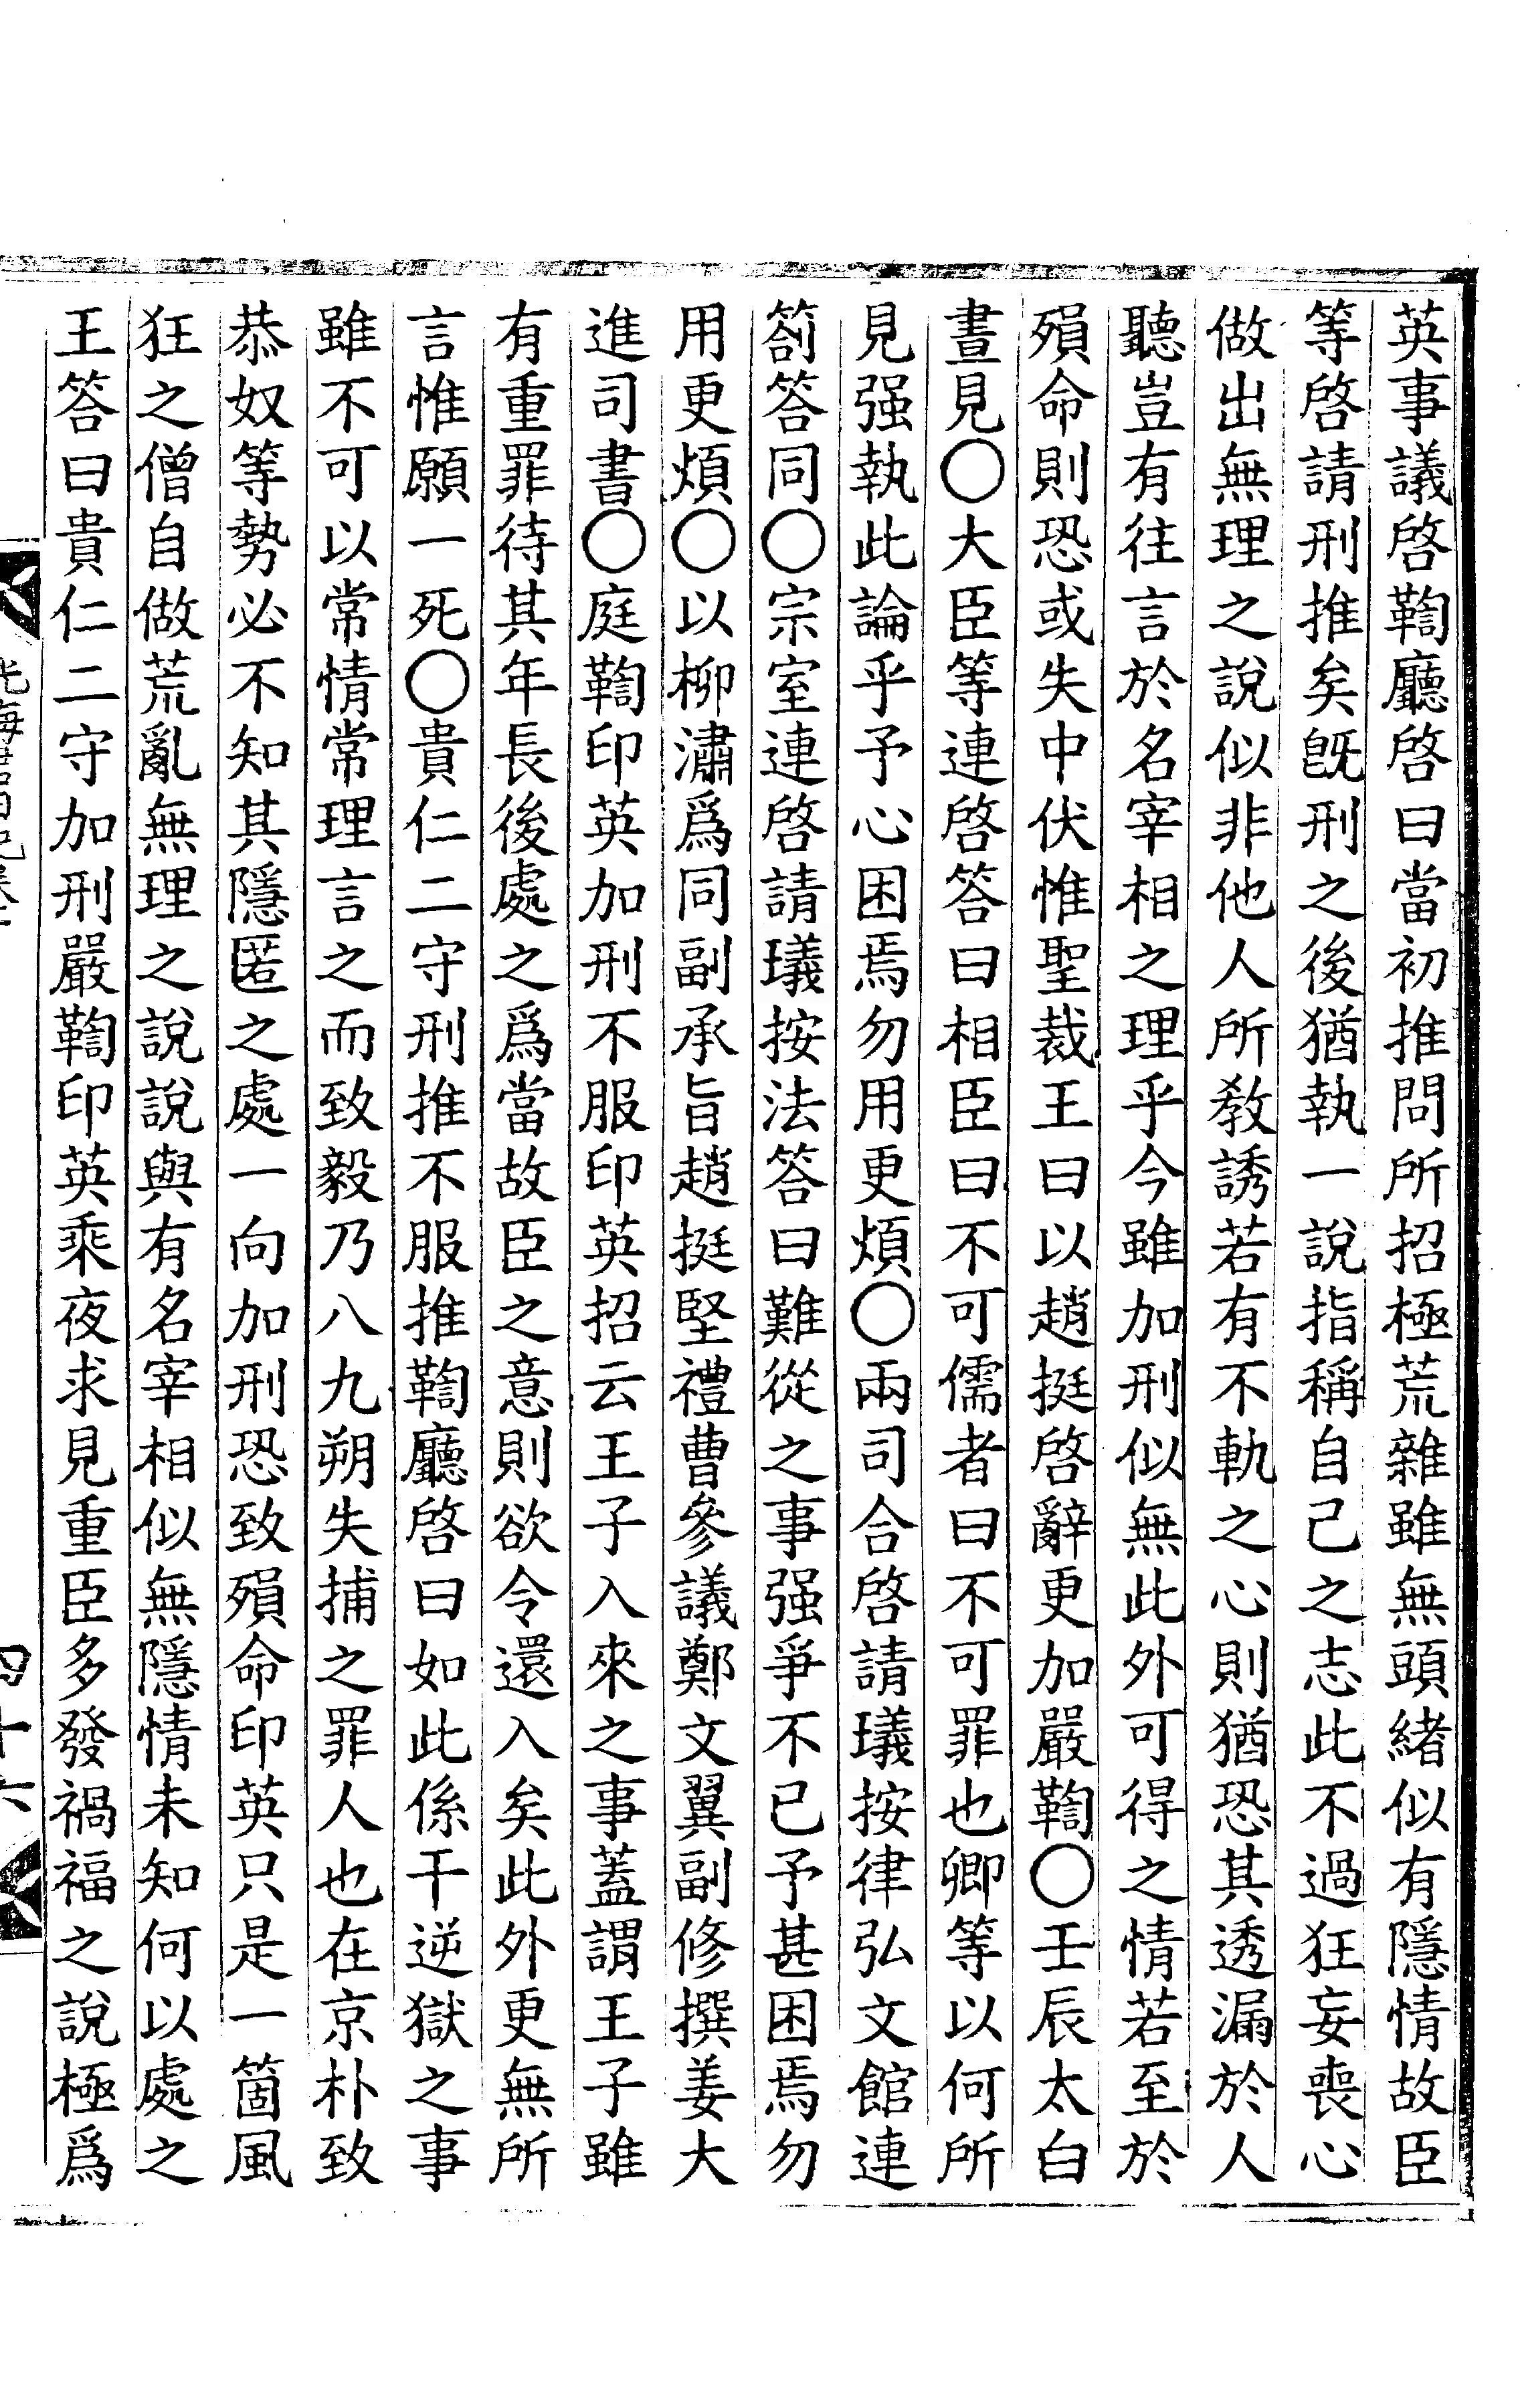 英事議啓鞫廳啓曰當初推問所招極荒雜雖無頭緖似有隱情故臣
等啓請刑推矣旣刑之後猶執一說指稱自己之志此不過狂妄喪心
做出無理之說似非他人所敎誘若有不軌之心則猶恐其透漏於人
聽豈有往言於名宰相之理乎今雖加刑似無此外可得之情若至於
殞命則恐或失中伏惟聖裁王曰以趙挺啓辭更加嚴鞫○壬辰太白
晝見○大臣等連啓答曰相臣曰不可儒者曰不可罪也卿等以何所
見强執此論乎予心困焉勿用更煩○兩司合啓請㼁按律弘文館連
箚答同○宗室連啓請㼁按法答曰難從之事强爭不已予甚困焉勿
用更煩○以柳潚爲同副承旨趙挺堅禮曹參議鄭文翼副修撰姜大
進司書○庭鞫印英加刑不服印英招云王子入來之事蓋謂王子雖
有重罪待其年長後處之爲當故臣之意則欲令還入矣此外更無所
言惟願一死○貴仁二守刑推不服推鞫廳啓曰如此係干逆獄之事
雖不可以常情常理言之而致毅乃八九朔失捕之罪人也在京朴致
恭奴等勢必不知其隱匿之處一向加刑恐致殞命印英只是一箇風
狂之僧自做荒亂無理之說說與有名宰相似無隱情未知何以處之
王答曰貴仁二守加刑嚴鞫印英乘夜求見重臣多發禍福之說極爲
四十六